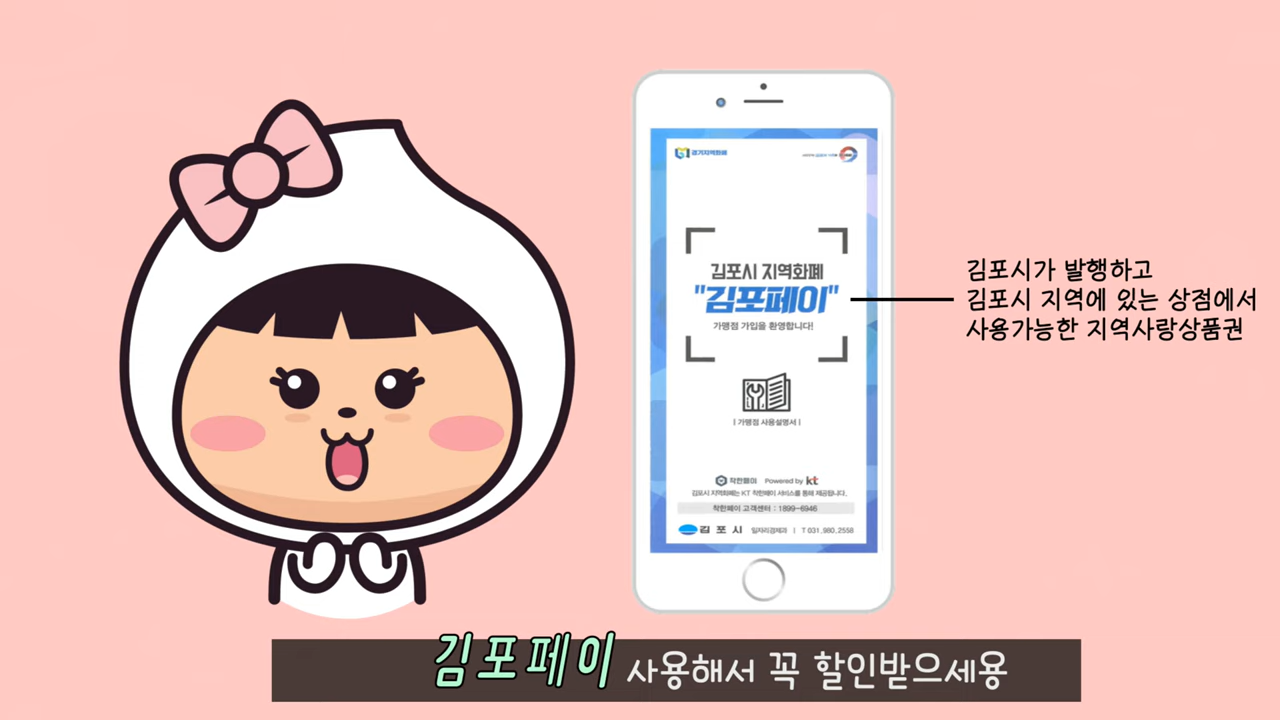 경기지역화폐
김포시 지역화폐
"김포페이"
가맹점 가입을 환영합니다!
| 가맹점 사용설명서 |
착한페이 Powered by kt
김포시 지역화폐는 KT 착한페이 서비스를 통해 제공됩니다.
착한페이 고객센터 : 1899-6946
김포시 일자리경제과 | T 031.980.2558
김포시가 발행하고
김포시 지역에 있는 상점에서
사용가능한 지역사랑상품권
김포페이 사용해서 꼭 할인받으세용